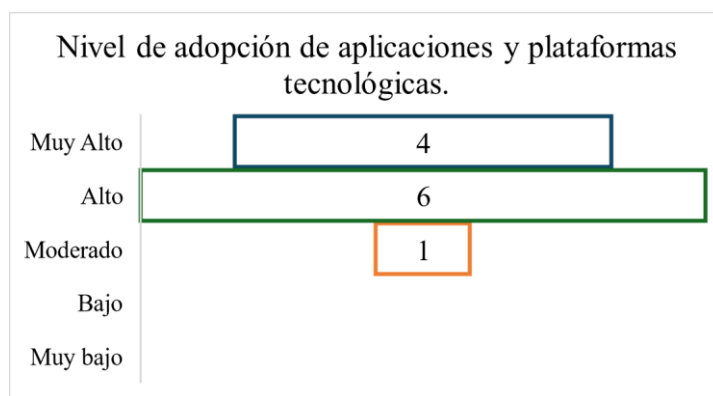 Nivel de adopción de aplicaciones y plataformas
tecnológicas.
Muy Alto 4
Alto 6
Moderado 1
Bajo
Muy bajo